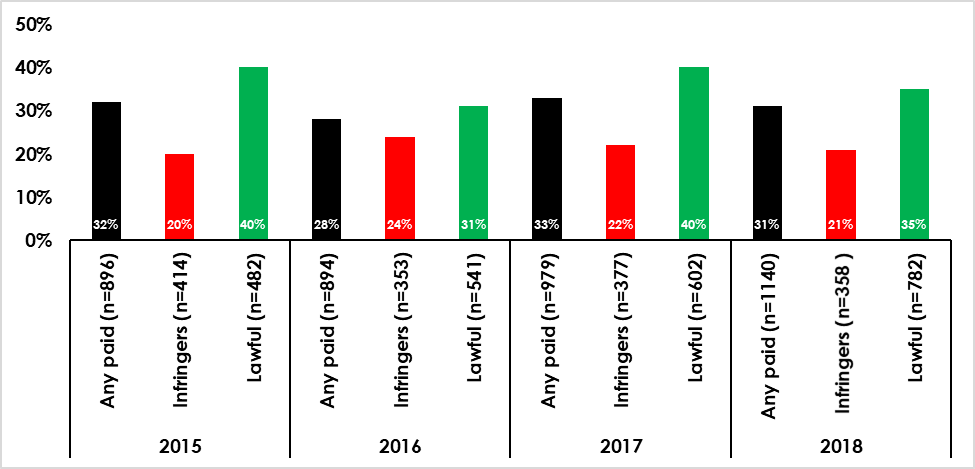 50%
40%
30%
20%
10%
0%
32%
20%
40%
28%
24%
31%
33%
22%
40%
31%
21%
35%
Any paid (n=896)
Infringers (n=414)
Lawful (n=482)
Any paid (n=894)
Infringers (n=353)
Lawful (n=541)
Any paid (n=979)
Infringers (n=377)
Lawful (n=602)
Any paid (n=1140)
Infringers (n=358 )
Lawful (n=782)
2015
2016
2017
2018